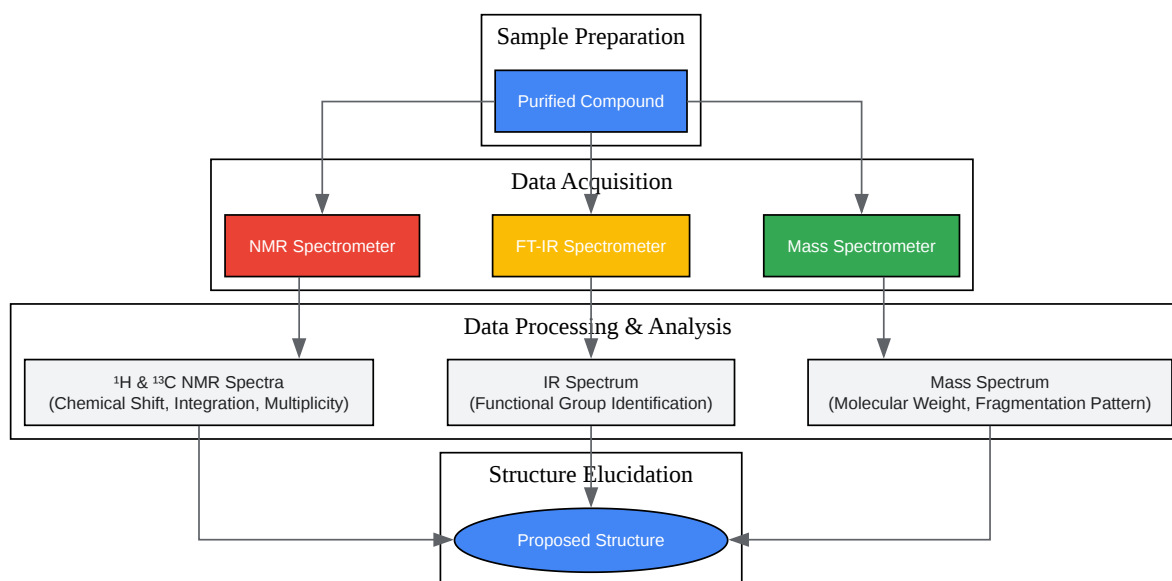 Sample Preparation
Purified Compound
Data Acquisition
NMR Spectrometer
FT-IR Spectrometer
Mass Spectrometer
Data Processing & Analysis
¹H & ¹³C NMR Spectra
(Chemical Shift, Integration, Multiplicity)
IR Spectrum
(Functional Group Identification)
Mass Spectrum
(Molecular Weight, Fragmentation Pattern)
Structure Elucidation
Proposed Structure